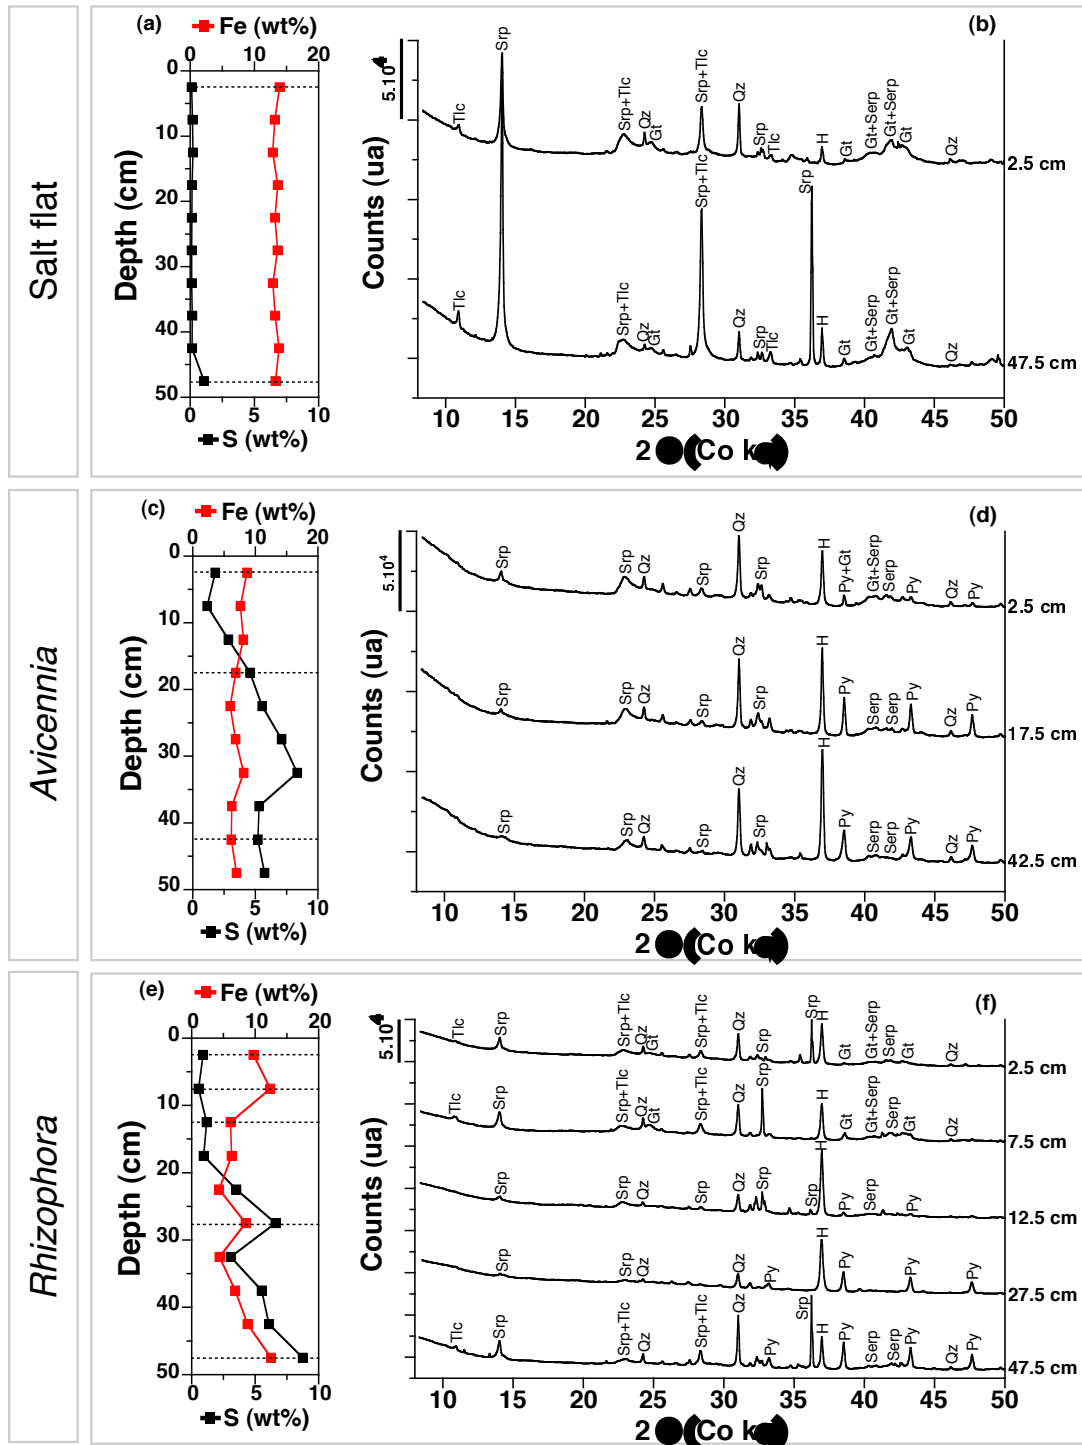 Salt flat
(a)
Fe (wt%)
0 10 20
Depth (cm)
0
10
20
30
40
50
0 5 10
S (wt%)
(b)
5.10
4
Counts (ua)
Tlc Srp Srp+Tlc Qz Gt Srp+Tlc Qz Srp Tlc H Gt Gt+Serp Gt+Serp Gt Qz
2.5 cm
Tlc Srp+Tlc Qz Gt Srp+Tlc Qz Srp Tlc Srp H Gt Gt+Serp Gt+Serp Gt Qz
47.5 cm
10 15 20 25 30 35 40 45 50
2 (Co k )
Avicennia
(c)
Fe (wt%)
0 10 20
Depth (cm)
0
10
20
30
40
50
0 5 10
S (wt%)
(d)
5.10⁴
Counts (ua)
Srp Srp Qz Srp Qz Srp H Py+Gt Gt+Serp Serp Py Qz Py
2.5 cm
Srp Srp Qz Srp Qz Srp H Py Serp Serp Py Qz Py
17.5 cm
Srp Srp Qz Srp Qz Srp H Py Serp Serp Py Qz Py
42.5 cm
10 15 20 25 30 35 40 45 50
2 (Co k )
Rhizophora
(e)
Fe (wt%)
0 10 20
Depth (cm)
0
10
20
30
40
50
0 5 10
S (wt%)
(f)
5.10
4
Counts (ua)
Tlc Srp Srp+Tlc Qz Gt Srp+Tlc Qz Srp Srp H Gt Gt+Serp Serp Gt Qz
2.5 cm
Tlc Srp Srp+Tlc Qz Gt Srp+Tlc Qz Srp H Gt Gt+Serp Serp Gt Qz
7.5 cm
Srp Srp Qz Srp Qz Srp Srp H Py Serp Py
12.5 cm
Srp Srp Qz Qz Py H Py Py Py
27.5 cm
Tlc Srp Srp+Tlc Qz Srp+Tlc Qz Py Srp H Py Serp Serp Py Qz Py
47.5 cm
10 15 20 25 30 35 40 45 50
2 (Co k )